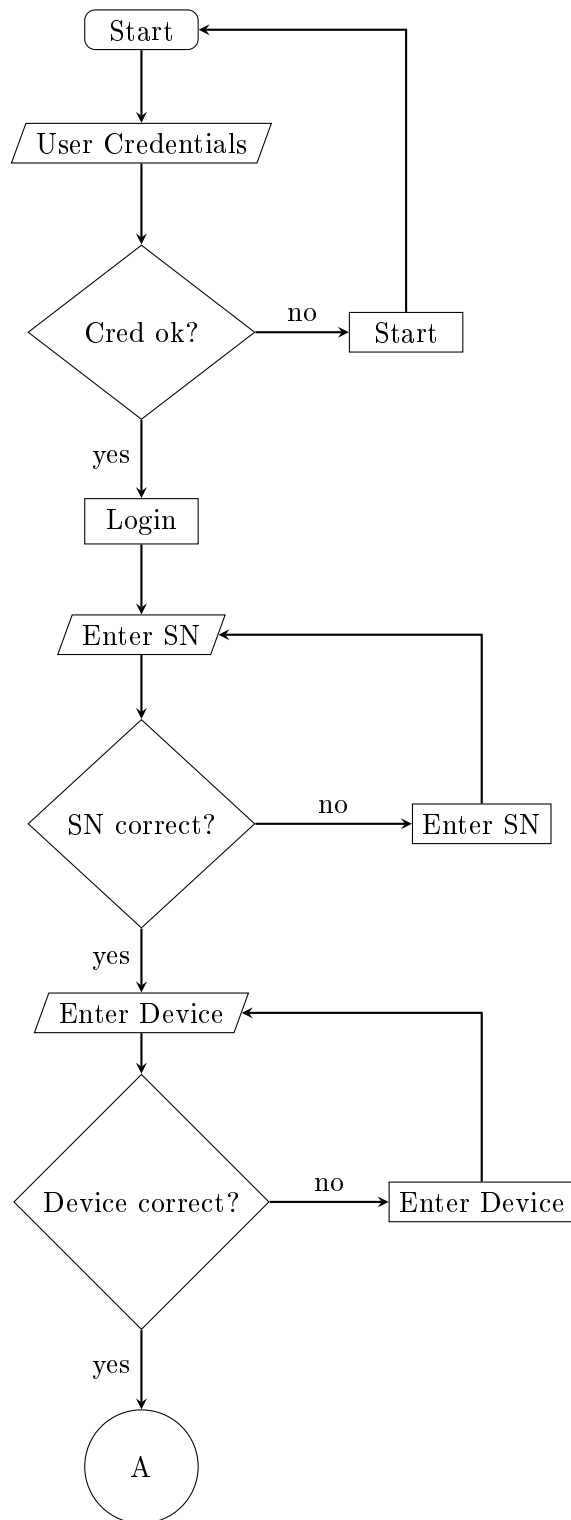 Start
User Credentials
Cred ok?
no
Start
yes
Login
Enter SN
SN correct?
no
Enter SN
yes
Enter Device
Device correct?
no
Enter Device
yes
A